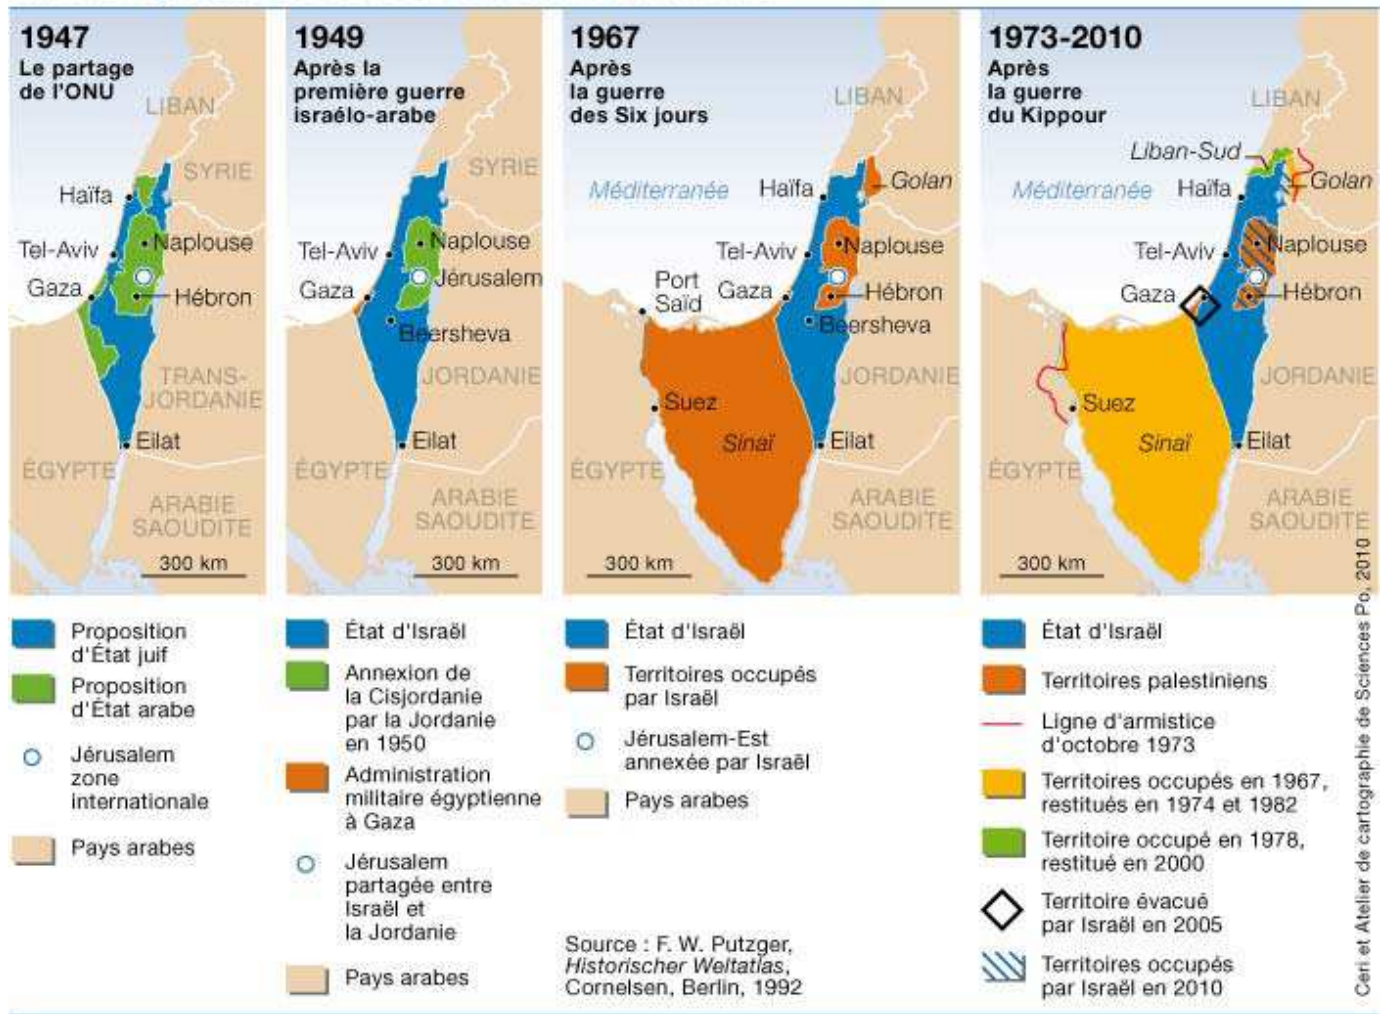 1947
Le partage
de l'ONU
LIBAN
SYRIE
Haïfa
Tel-Aviv
Naplouse
Gaza
Hébron
TRANS-
JORDANIE
Eilat
ÉGYPTE
ARABIE
SAOUDITE
300 km
Proposition
d'État juif
Proposition
d'État arabe
Jérusalem
zone
internationale
Pays arabes
1949
Après la
première guerre
israélo-arabe
SYRIE
Tel-Aviv
Naplouse
Jérusalem
Gaza
Beersheva
JORDANIE
Eilat
ÉGYPTE
ARABIE
SAOUDITE
300 km
État d'Israël
Annexion de
la Cisjordanie
par la Jordanie
en 1950
Administration
militaire égyptienne
à Gaza
Jérusalem
partagée entre
Israël et
la Jordanie
Pays arabes
1967
Après
la guerre
des Six jours
LIBAN
Méditerranée
Haïfa
Golan
Tel-Aviv
Naplouse
Port
Saïd
Gaza
Hébron
Beersheva
JORDANIE
Suez
Sinaï
Eilat
ÉGYPTE
ARABIE
SAOUDITE
300 km
État d'Israël
Territoires occupés
par Israël
Jérusalem-Est
annexée par Israël
Pays arabes
Source : F. W. Putzger,
Historischer Weltatlas,
Cornelsen, Berlin, 1992
1973-2010
Après
la guerre
du Kippour
LIBAN
Liban-Sud
Méditerranée
Haïfa
Golan
Tel-Aviv
Naplouse
Gaza
Hébron
JORDANIE
Suez
Sinaï
Eilat
ÉGYPTE
ARABIE
SAOUDITE
300 km
État d'Israël
Territoires palestiniens
Ligne d'armistice
d'octobre 1973
Territoires occupés en 1967,
restitués en 1974 et 1982
Territoire occupé en 1978,
restitué en 2000
Territoire évacué
par Israël en 2005
Territoires occupés
par Israël en 2010
Ceri et Atelier de cartographie de Sciences Po, 2010